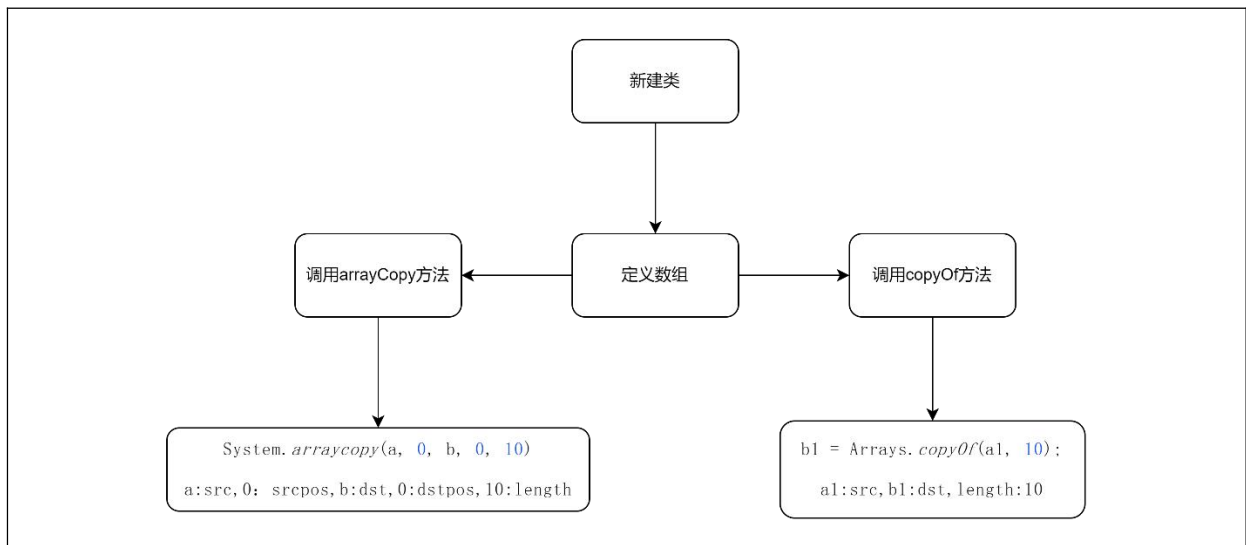 新建类
调用arrayCopy方法
定义数组
调用copyOf方法
System.arraycopy(a, 0, b, 0, 10)
a:src,0：srcpos,b:dst,0:dstpos,10:length
b1 = Arrays.copyOf(a1, 10);
a1:src,b1:dst,length:10